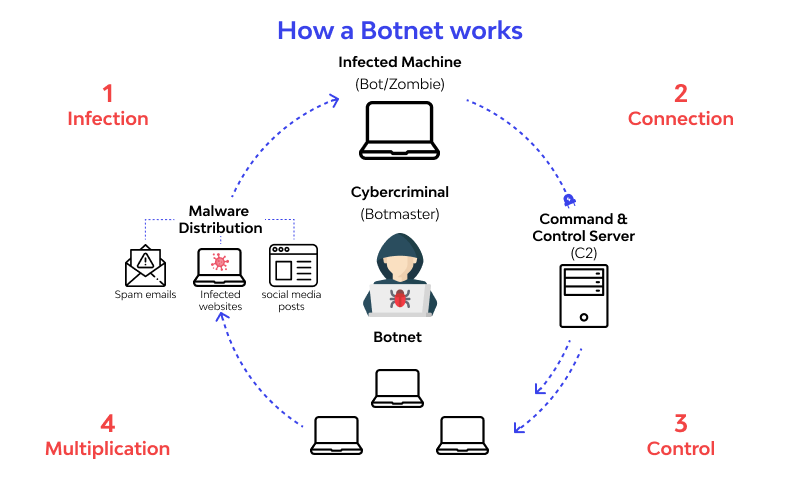 How a Botnet works
Infected Machine
(Bot/Zombie)
1
Infection
2
Connection
Cybercriminal
(Botmaster)
Malware
Distribution
Spam emails
Infected
websites
social media
posts
Command &
Control Server
(C2)
Botnet
4
Multiplication
3
Control